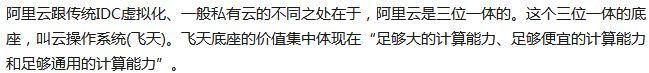 阿里云跟传统IDC虚拟化、一般私有云的不同之处在于，阿里云是三位一体的。这个三位一体的底
座，叫云操作系统(飞天)。飞天底座的价值集中体现在“足够大的计算能力、足够便宜的计算能力
和足够通用的计算能力”。